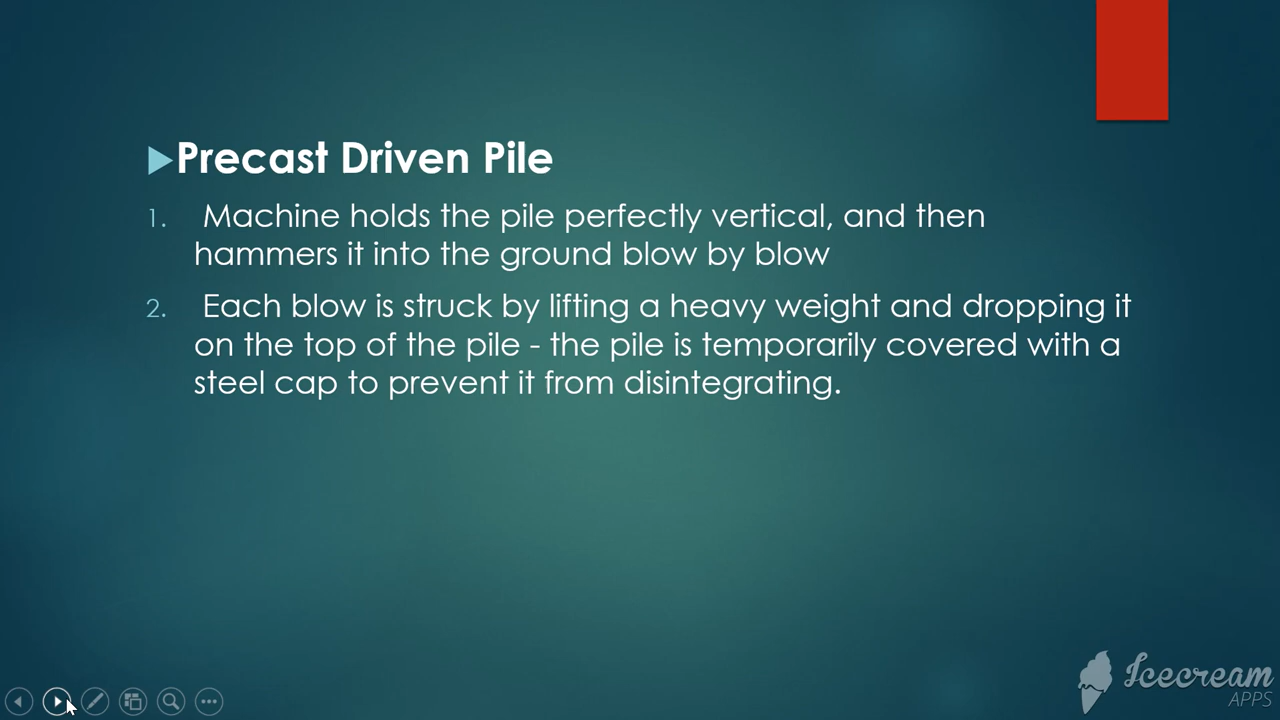 Precast Driven Pile
1. Machine holds the pile perfectly vertical, and then
hammers it into the ground blow by blow
2. Each blow is struck by lifting a heavy weight and dropping it
on the top of the pile - the pile is temporarily covered with a
steel cap to prevent it from disintegrating.
Icecream
APPS